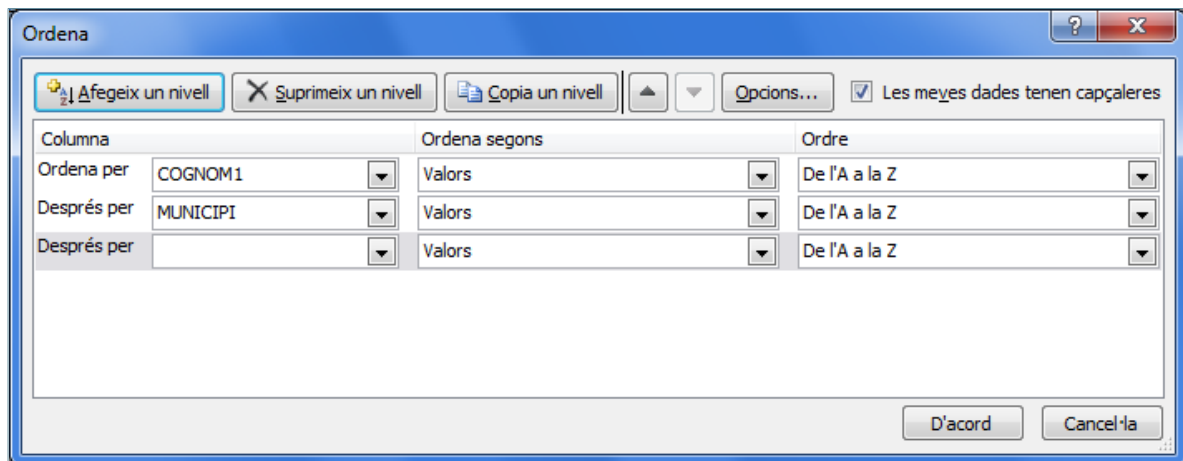 Ordena
Afegeix un nivell Suprimeix un nivell Copia un nivell Opcions... Les meves dades tenen capçaleres
Columna Ordena segons Ordre
Ordena per COGNOM1 Valors De l'A a la Z
Després per MUNICIPI Valors De l'A a la Z
Després per Valors De l'A a la Z
D'acord Cancel·la